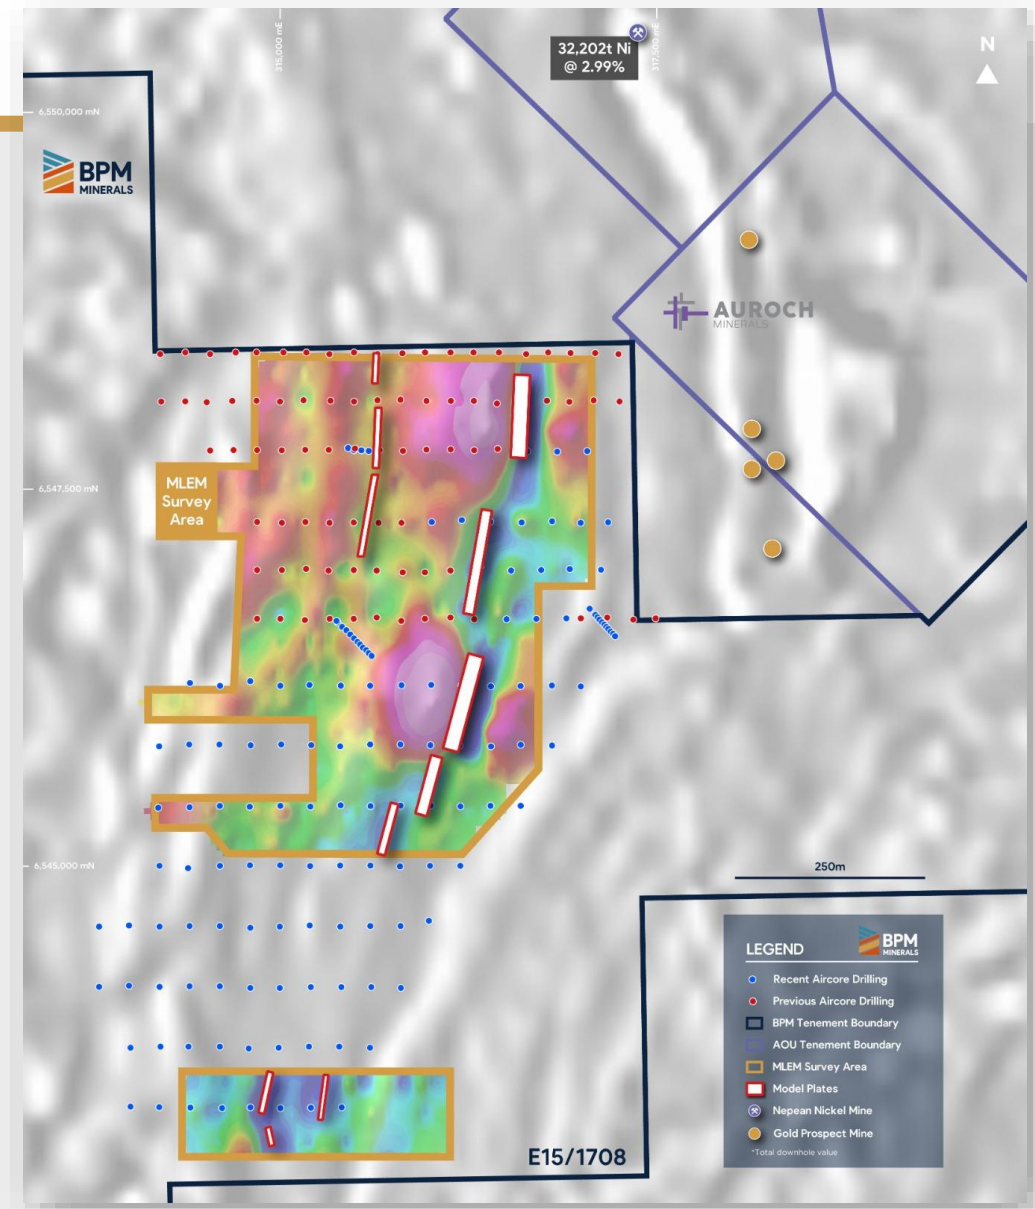 32,202t Ni
@ 2.99%
315,000 mE
317,500 mE
N
6,550,000 mN
BPM
MINERALS
AUROCH
MINERALS
MLEM
Survey
Area
6,547,500 mN
6,545,000 mN
250m
LEGEND
BPM
MINERALS
Recent Aircore Drilling
Previous Aircore Drilling
BPM Tenement Boundary
AOU Tenement Boundary
MLEM Survey Area
Model Plates
Nepean Nickel Mine
Gold Prospect Mine
*Total downhole value
E15/1708